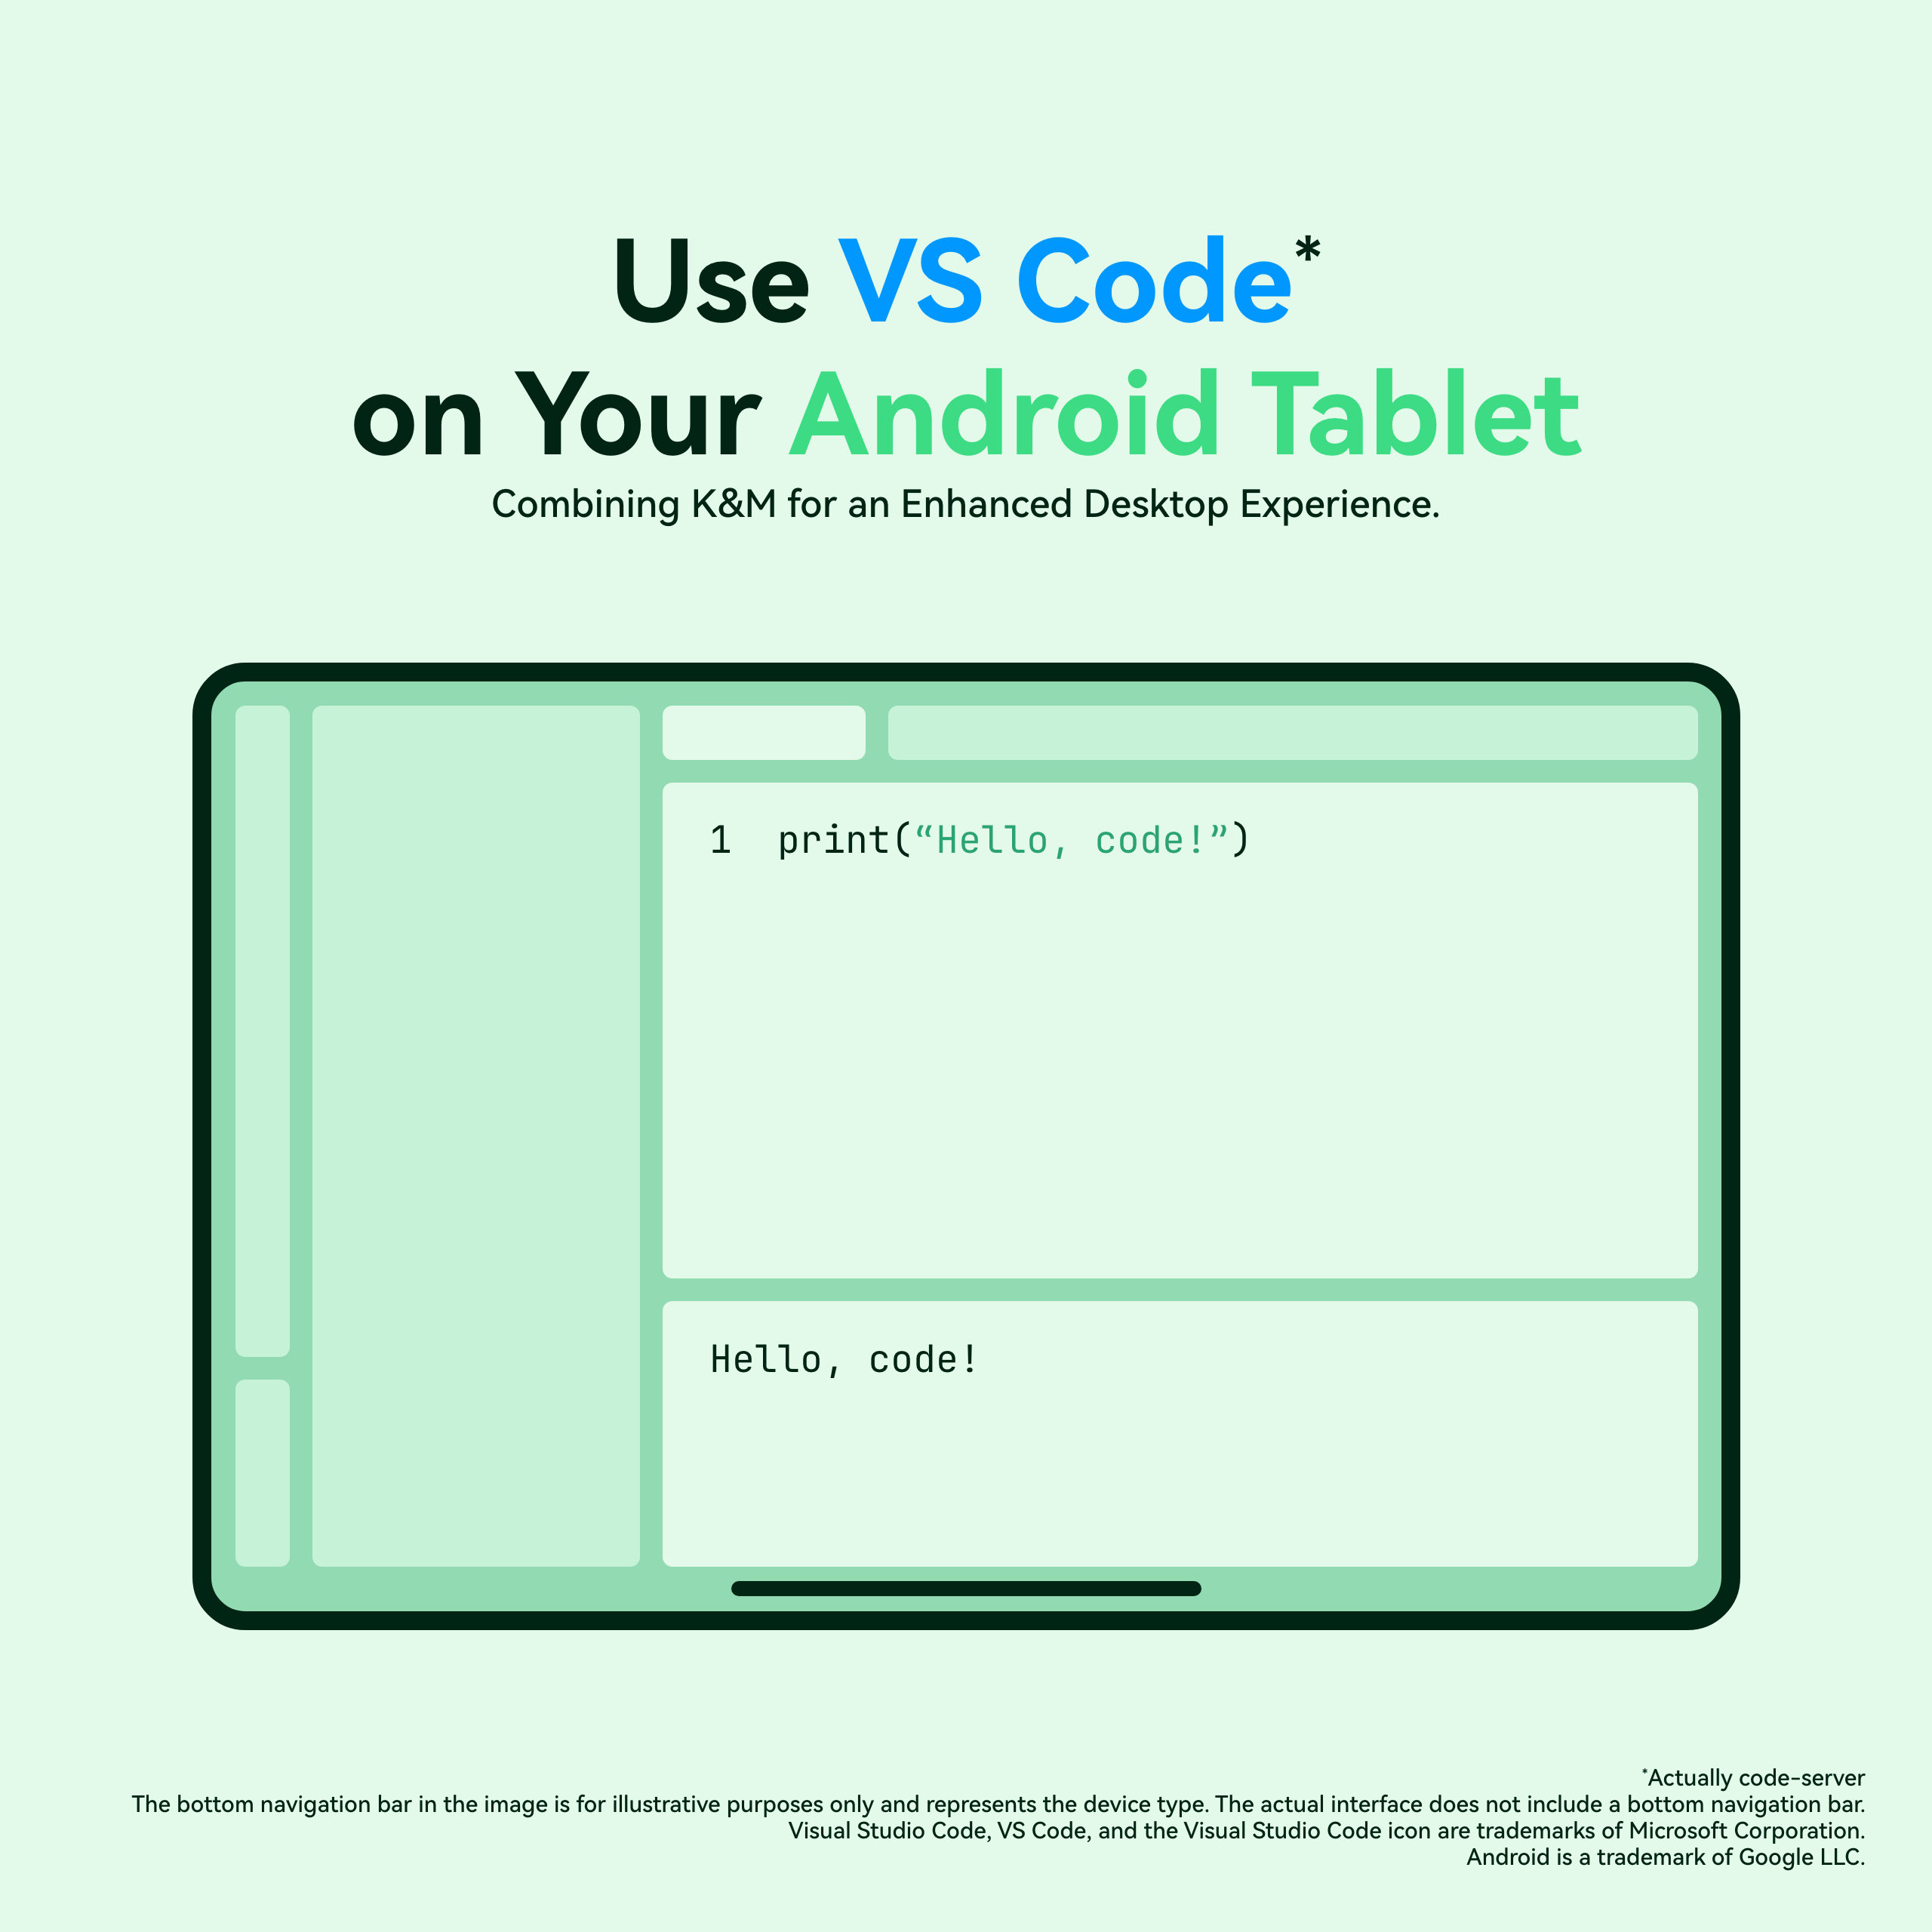 Use VS Code*
on Your Android Tablet
Combining K&M for an Enhanced Desktop Experience.
1 print(“Hello, code!”)
Hello, code!
*Actually code-server
The bottom navigation bar in the image is for illustrative purposes only and represents the device type. The actual interface does not include a bottom navigation bar.
Visual Studio Code, VS Code, and the Visual Studio Code icon are trademarks of Microsoft Corporation.
Android is a trademark of Google LLC.